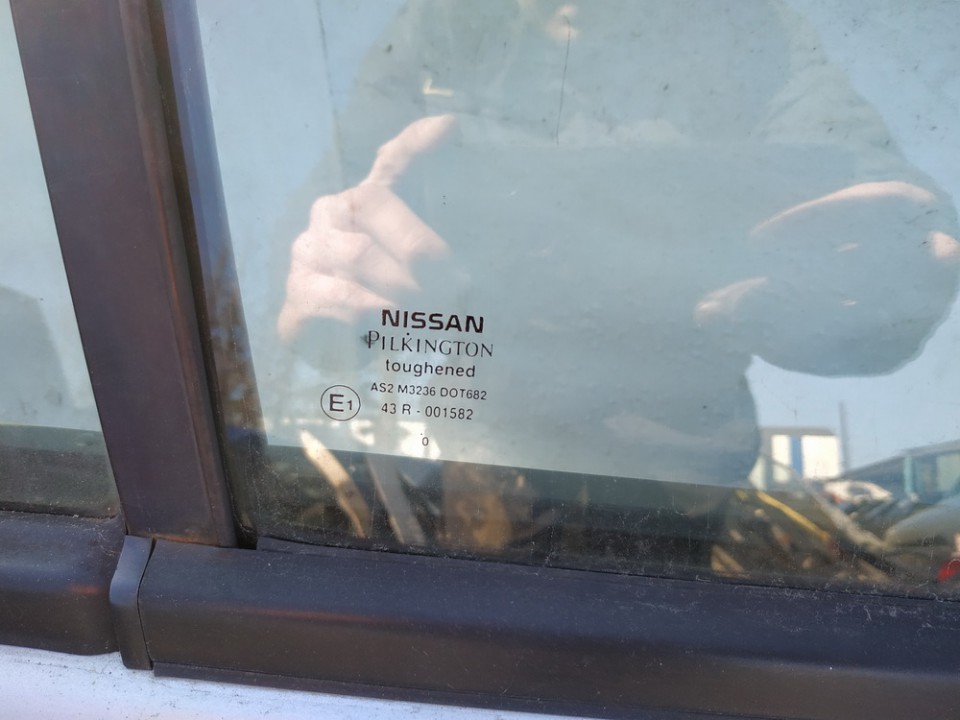 NISSAN
PILKINGTON
toughened
AS2 M3236 DOT682
E1
43 R - 001582
0